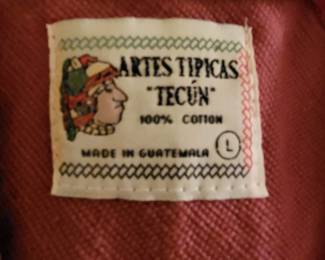 ARTES TIPICAS
"TECÚN"
100% COTTON
MADE IN GUATEMALA L